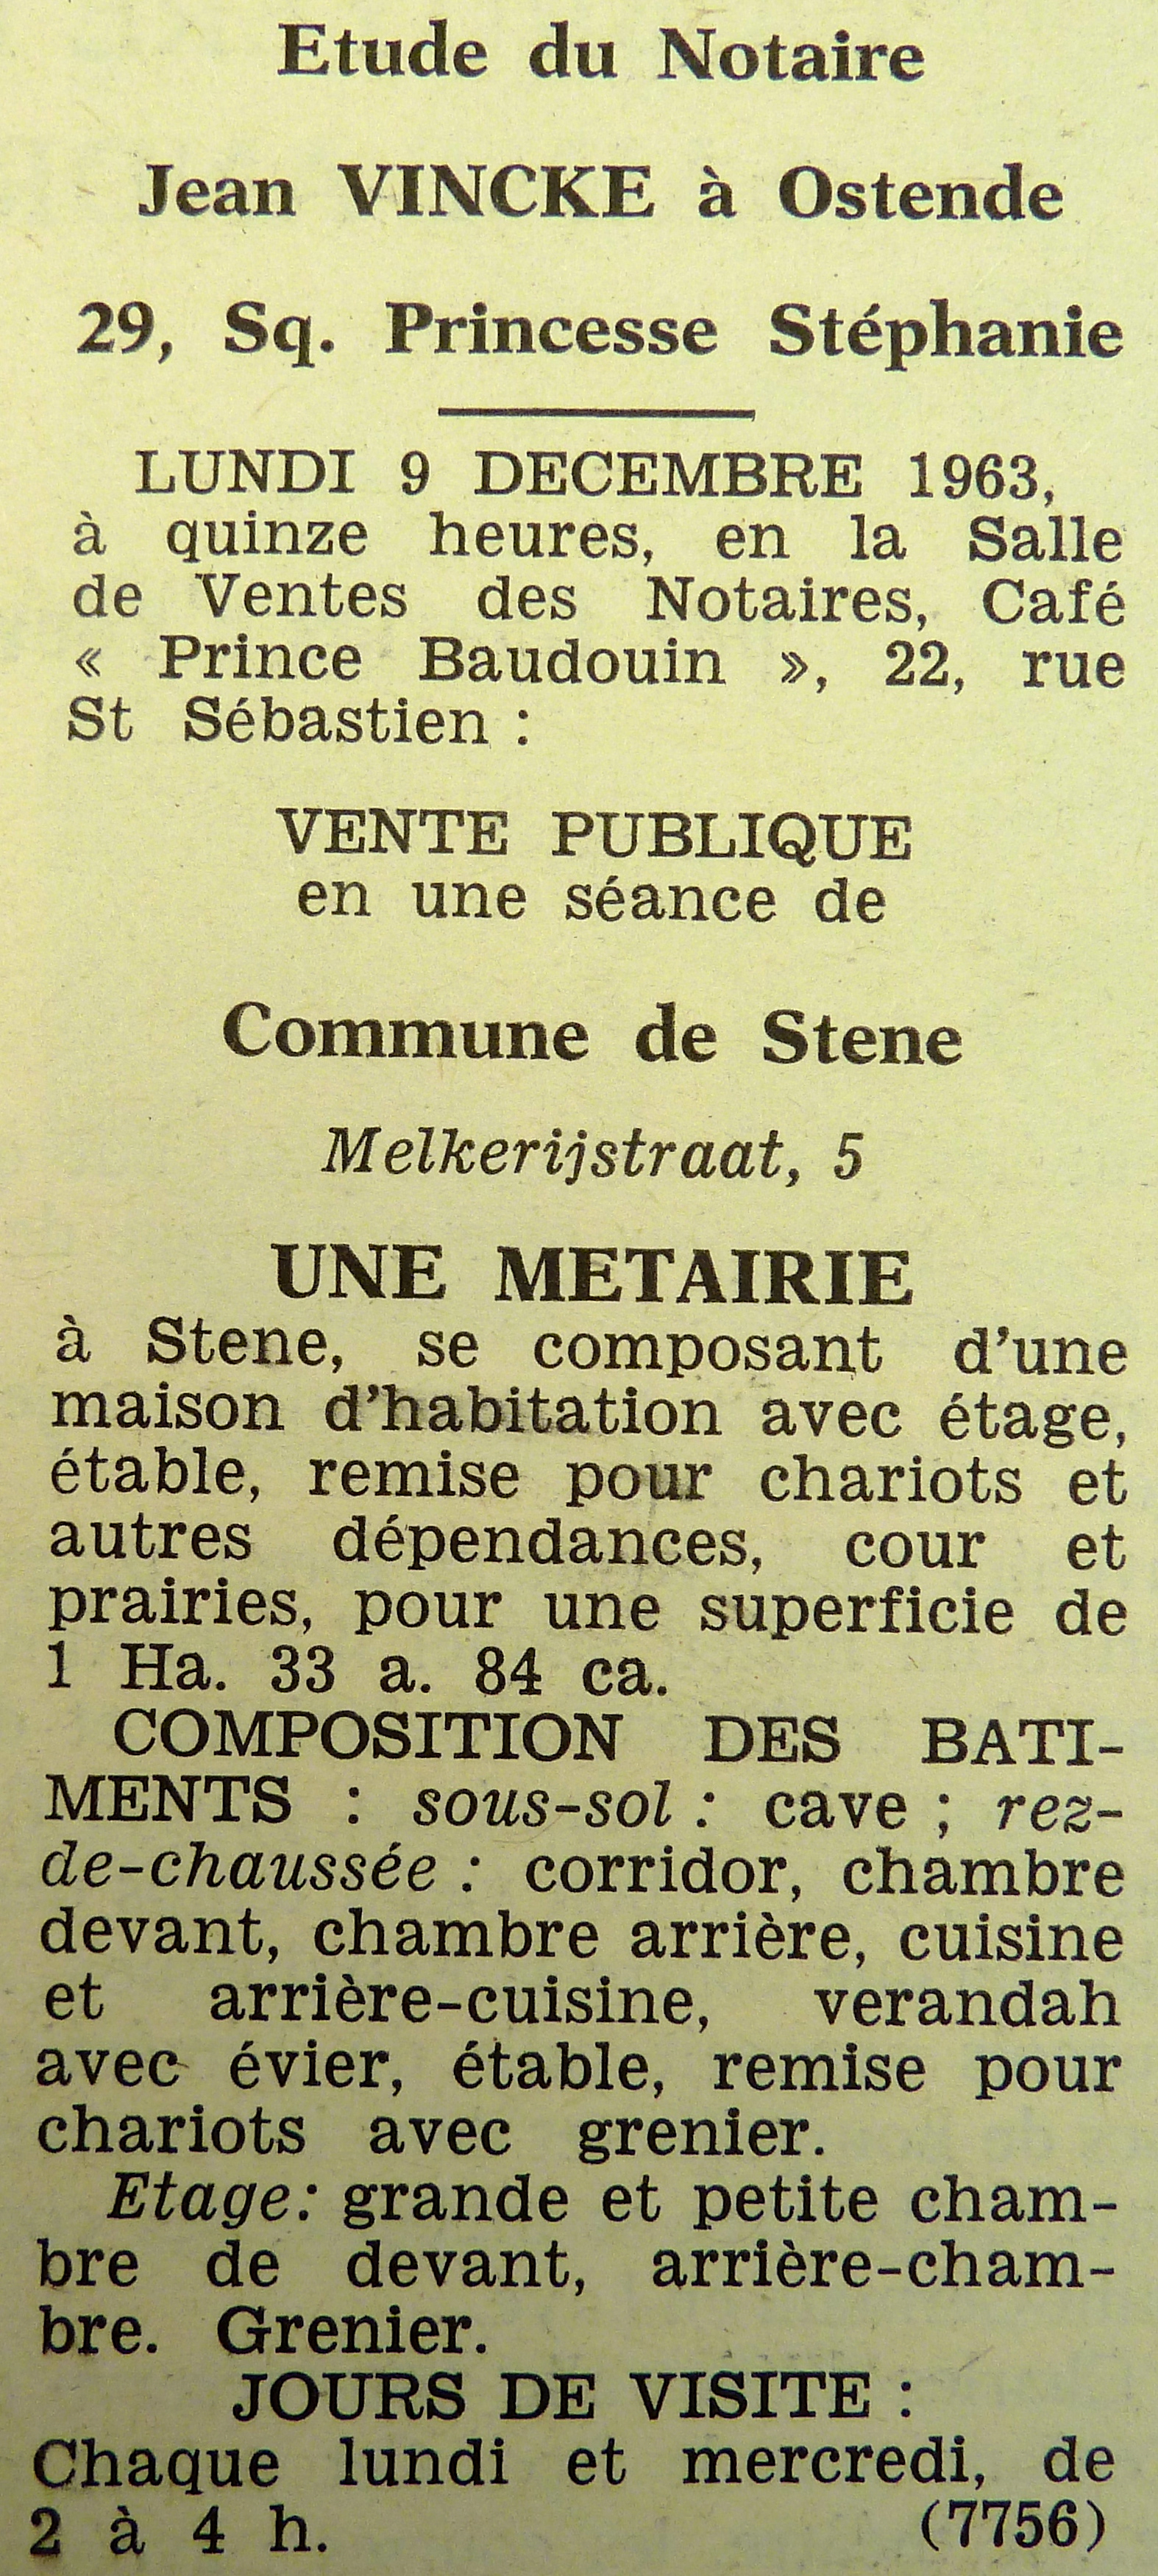 Etude du Notaire
Jean VINCKE à Ostende
29, Sq. Princesse Stéphanie
LUNDI 9 DECEMBRE 1963,
à quinze heures, en la Salle
de Ventes des Notaires, Café
« Prince Baudouin », 22, rue
St Sébastien :
VENTE PUBLIQUE
en une séance de
Commune de Stene
Melkerijstraat, 5
UNE METAIRIE
à Stene, se composant d'une
maison d'habitation avec étage,
étable, remise pour chariots et
autres dépendances, cour et
prairies, pour une superficie de
1 Ha. 33 a. 84 ca.
COMPOSITION DES BATI-
MENTS : sous-sol : cave ; rez-
de-chaussée : corridor, chambre
devant, chambre arrière, cuisine
et arrière-cuisine, verandah
avec évier, étable, remise pour
chariots avec grenier.
Etage: grande et petite cham-
bre de devant, arrière-cham-
bre. Grenier.
JOURS DE VISITE :
Chaque lundi et mercredi, de
2 à 4 h. (7756)